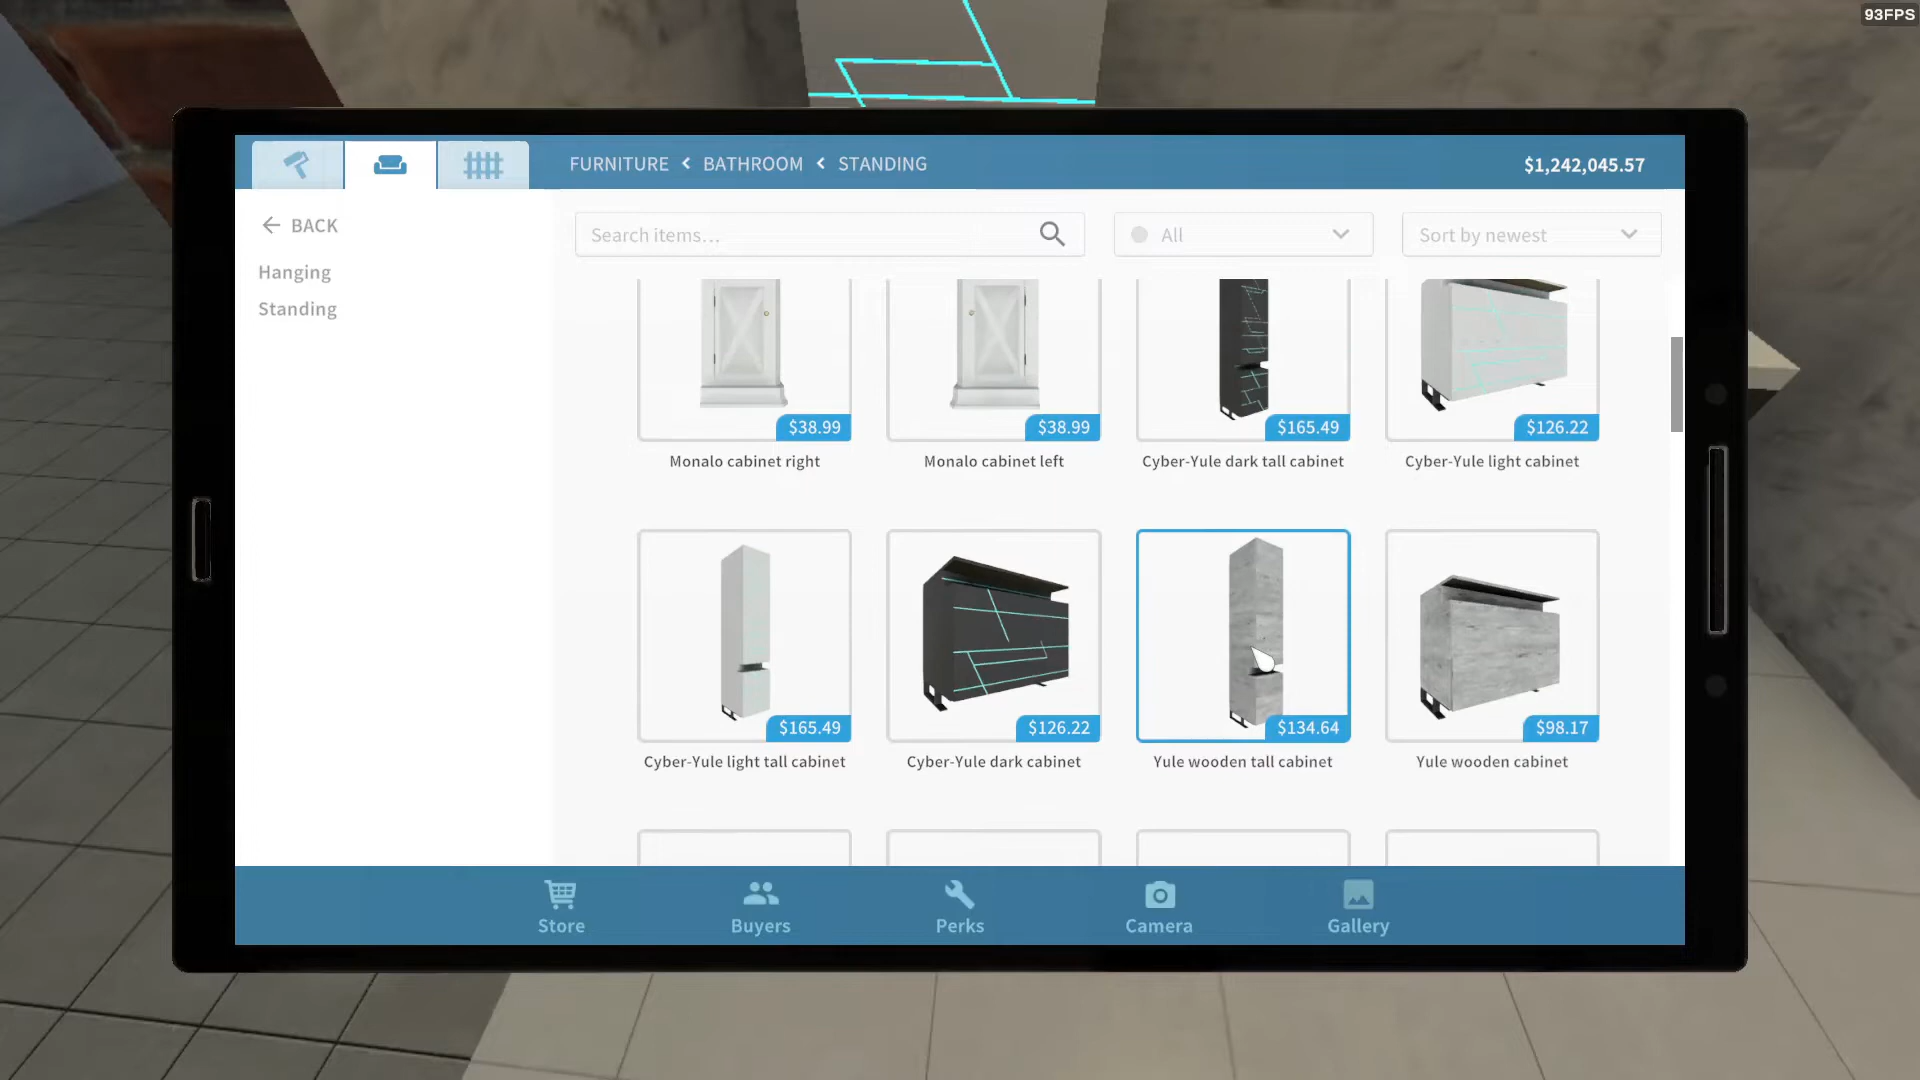 93FPS
FURNITURE < BATHROOM < STANDING
$1,242,045.57
BACK
Hanging
Standing
Search items...
All
Sort by newest
$38.99
$38.99
$165.49
$126.22
Monalo cabinet right
Monalo cabinet left
Cyber-Yule dark tall cabinet
Cyber-Yule light cabinet
$165.49
$126.22
$134.64
$98.17
Cyber-Yule light tall cabinet
Cyber-Yule dark cabinet
Yule wooden tall cabinet
Yule wooden cabinet
Store
Buyers
Perks
Camera
Gallery